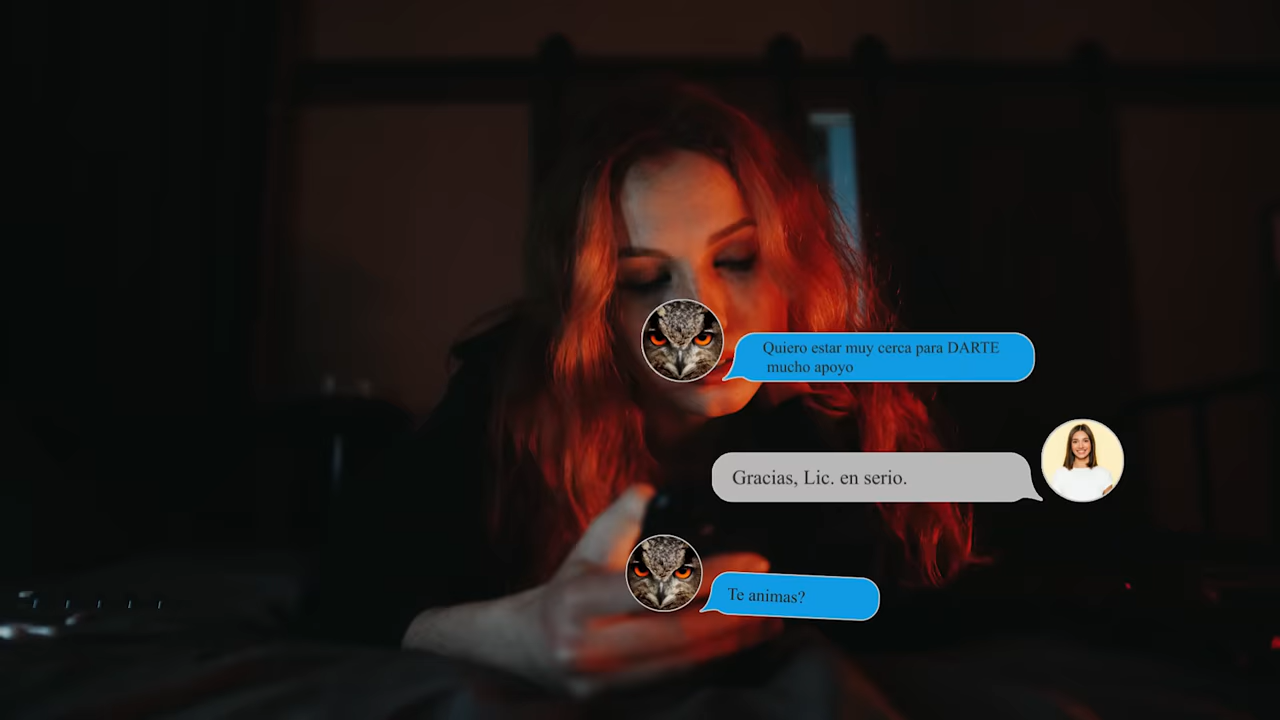 Quiero estar muy cerca para DARTE
mucho apoyo
Gracias, Lic. en serio.
Te animas?